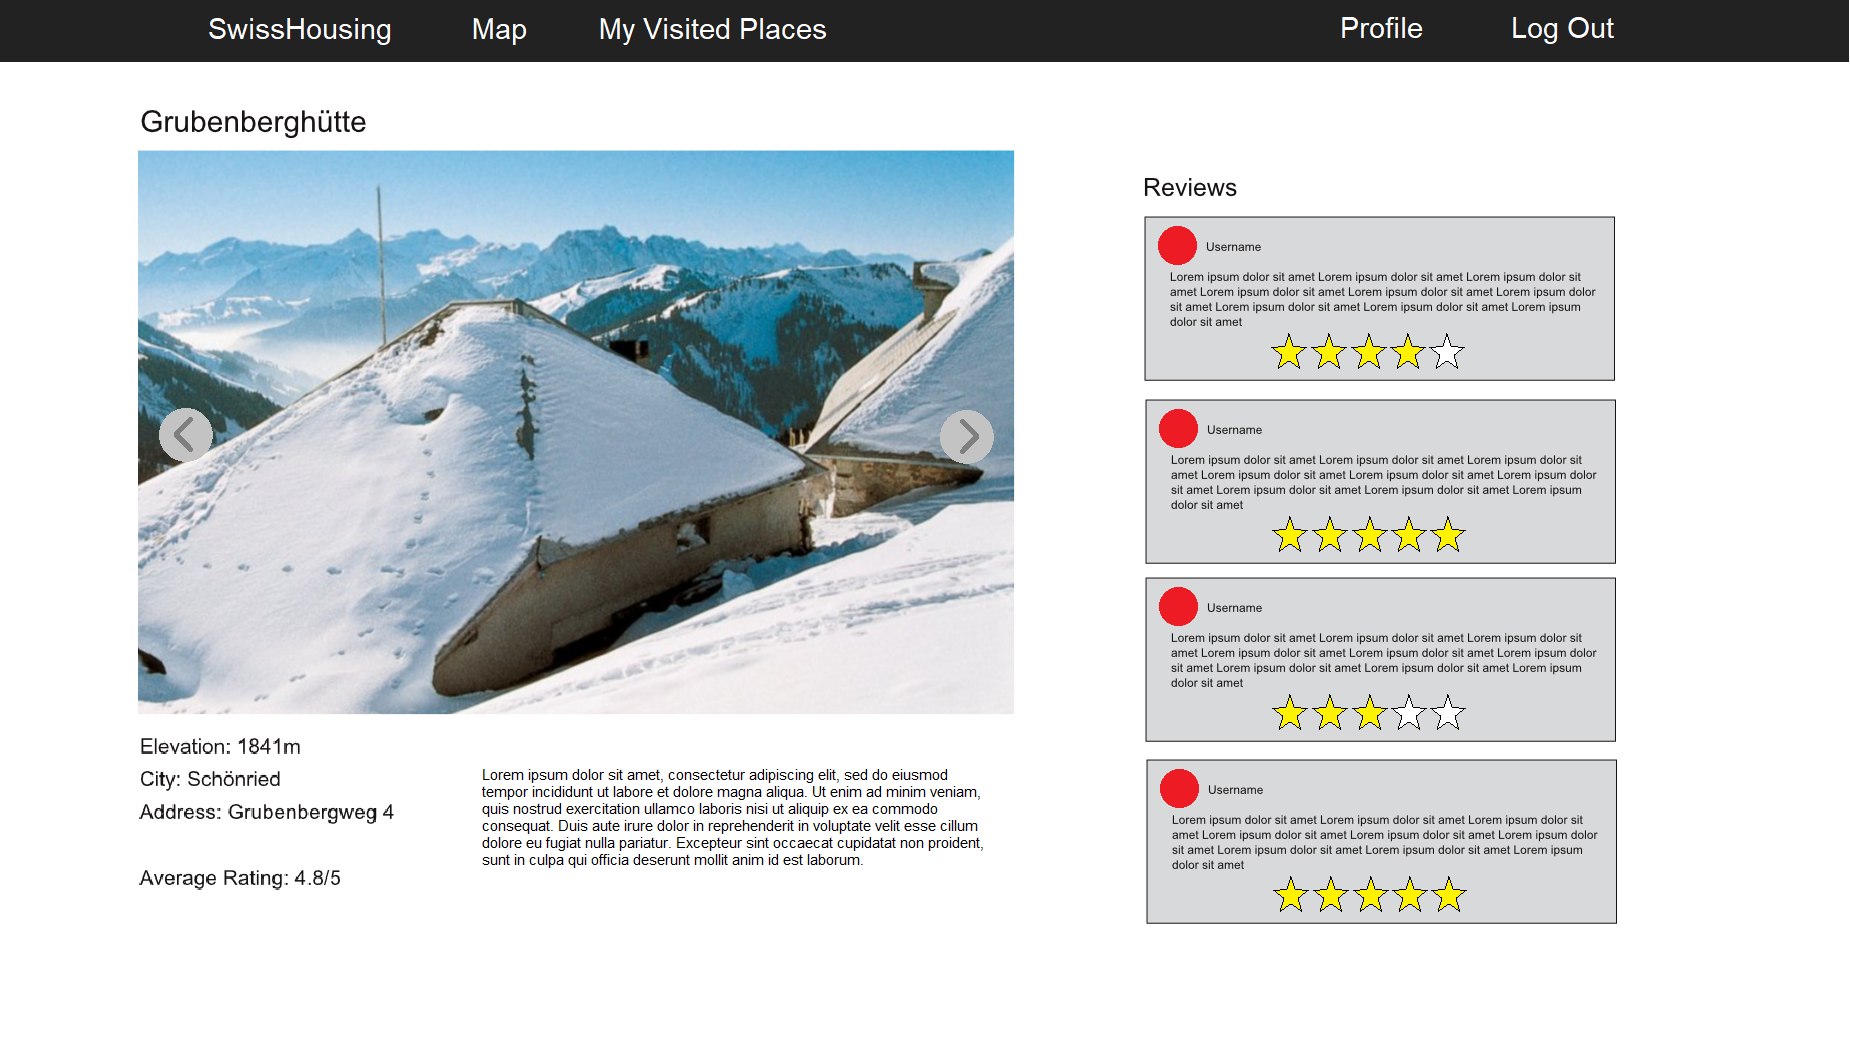 SwissHousing Map My Visited Places Profile Log Out
Grubenberghütte
Elevation: 1841m
City: Schönried
Address: Grubenbergweg 4
Average Rating: 4.8/5
Lorem ipsum dolor sit amet, consectetur adipiscing elit, sed do eiusmod
tempor incididunt ut labore et dolore magna aliqua. Ut enim ad minim veniam,
quis nostrud exercitation ullamco laboris nisi ut aliquip ex ea commodo
consequat. Duis aute irure dolor in reprehenderit in voluptate velit esse cillum
dolore eu fugiat nulla pariatur. Excepteur sint occaecat cupidatat non proident,
sunt in culpa qui officia deserunt mollit anim id est laborum.
Reviews
Username
Lorem ipsum dolor sit amet Lorem ipsum dolor sit amet Lorem ipsum dolor sit
amet Lorem ipsum dolor sit amet Lorem ipsum dolor sit amet Lorem ipsum dolor
sit amet Lorem ipsum dolor sit amet Lorem ipsum dolor sit amet Lorem ipsum
dolor sit amet
Username
Lorem ipsum dolor sit amet Lorem ipsum dolor sit amet Lorem ipsum dolor sit
amet Lorem ipsum dolor sit amet Lorem ipsum dolor sit amet Lorem ipsum dolor
sit amet Lorem ipsum dolor sit amet Lorem ipsum dolor sit amet Lorem ipsum
dolor sit amet
Username
Lorem ipsum dolor sit amet Lorem ipsum dolor sit amet Lorem ipsum dolor sit
amet Lorem ipsum dolor sit amet Lorem ipsum dolor sit amet Lorem ipsum dolor
sit amet Lorem ipsum dolor sit amet Lorem ipsum dolor sit amet Lorem ipsum
dolor sit amet
Username
Lorem ipsum dolor sit amet Lorem ipsum dolor sit amet Lorem ipsum dolor sit
amet Lorem ipsum dolor sit amet Lorem ipsum dolor sit amet Lorem ipsum dolor
sit amet Lorem ipsum dolor sit amet Lorem ipsum dolor sit amet Lorem ipsum
dolor sit amet